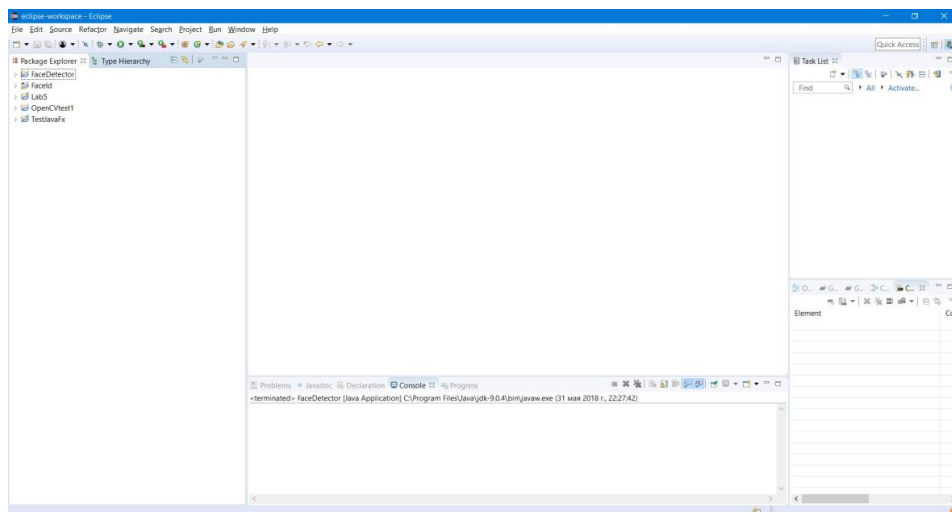 eclipse-workspace - Eclipse
File Edit Source Refactor Navigate Search Project Run Window Help
Quick Access
Package Explorer Type Hierarchy
Task List
FaceDetector
FaceId
Lab5
OpenCVtest1
TestJavaFx
Find All Activate...
O... G... G... C... C...
Element Co
Problems Javadoc Declaration Console Progress
<terminated> FaceDetector [Java Application] C:\Program Files\Java\jdk-9.0.4\bin\javaw.exe (31 мая 2018 г., 22:27:42)